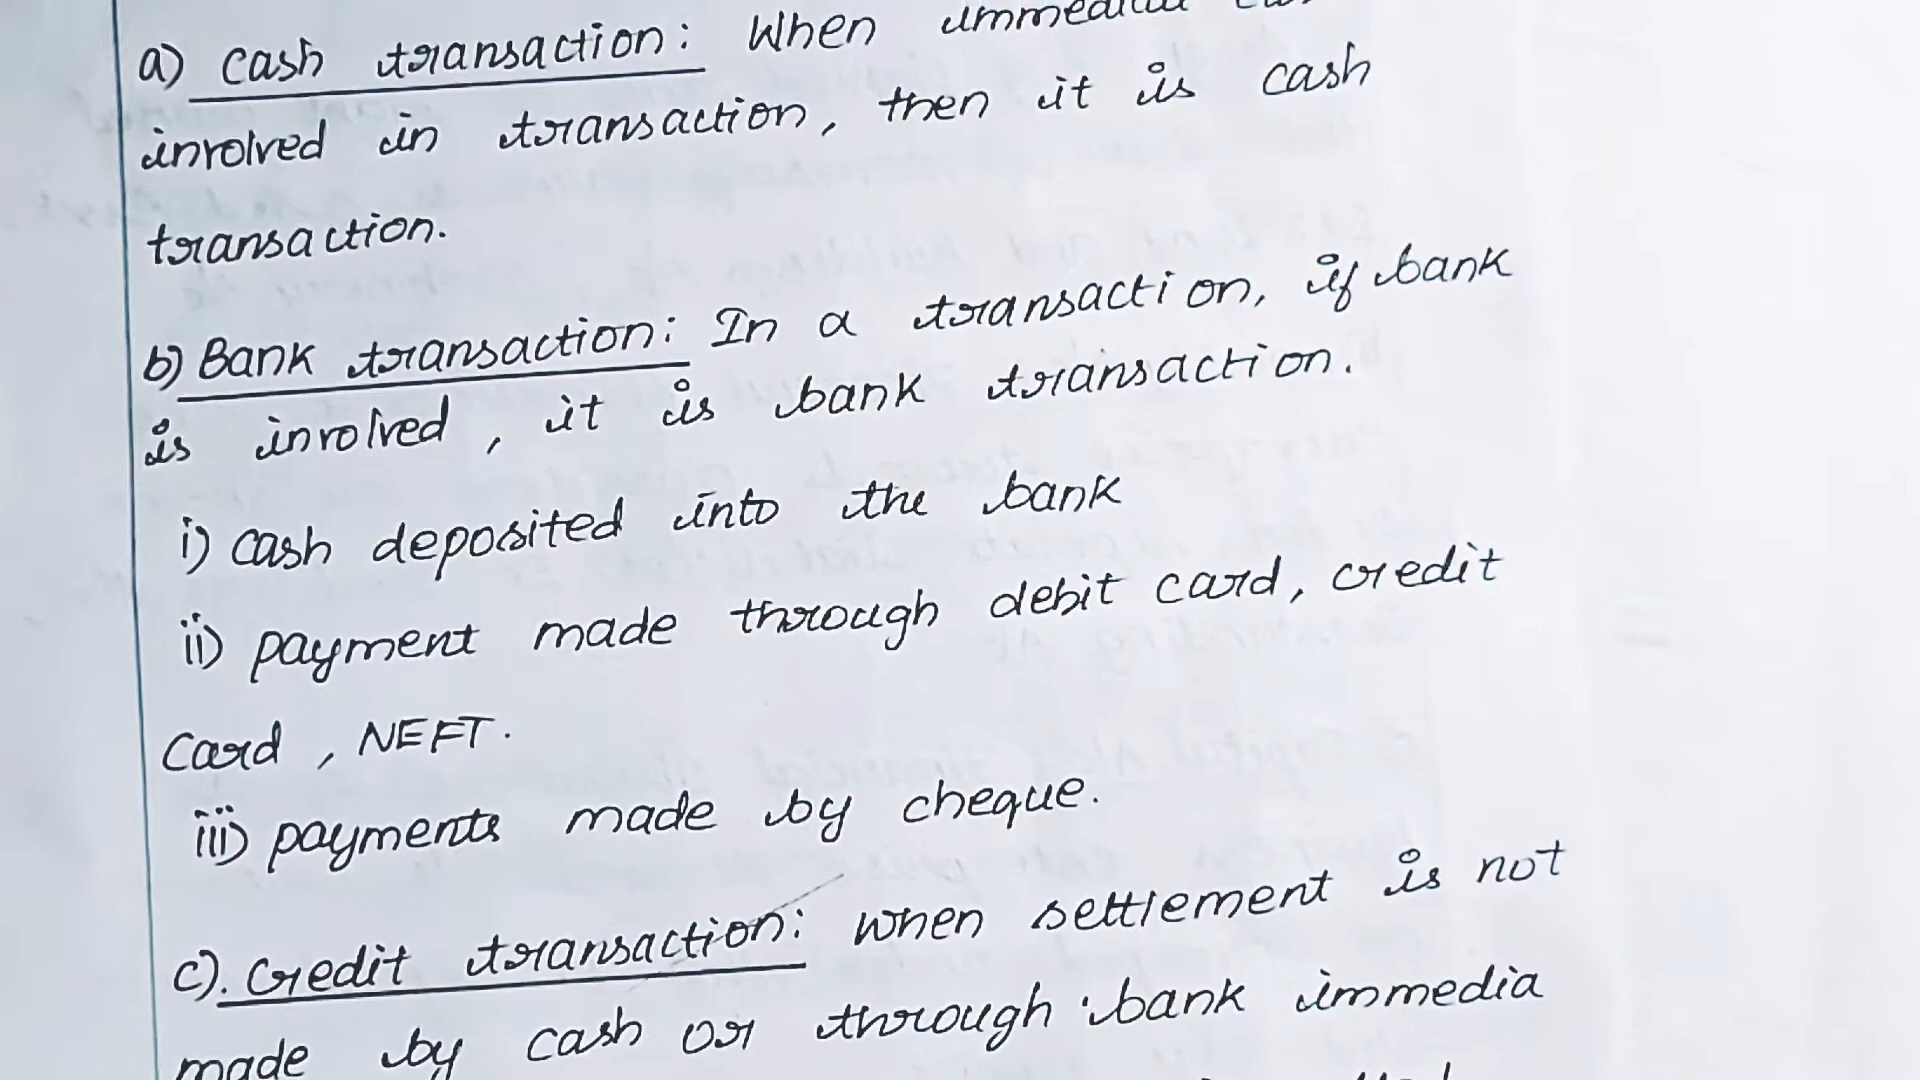 a) cash transaction: When
involved in transaction, then it is cash
transaction.
b) Bank transaction: In a transaction, if bank
is involved, it is bank transaction.
i) cash deposited into the bank
ii) payment made through debit card, credit
card, NEFT.
iii) payments made by cheque.
c). Credit transaction: when settlement is not
made by cash or through bank immedia